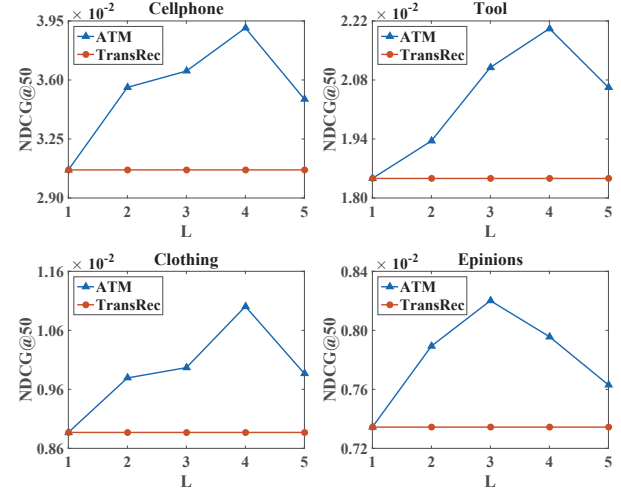 Cellphone
× 10⁻²
3.95
3.60
3.25
2.90
NDCG@50
ATM
TransRec
1 2 3 4 5
L
Tool
× 10⁻²
2.22
2.08
1.94
1.80
NDCG@50
ATM
TransRec
1 2 3 4 5
L
Clothing
× 10⁻²
1.16
1.06
0.96
0.86
NDCG@50
ATM
TransRec
1 2 3 4 5
L
Epinions
× 10⁻²
0.84
0.80
0.76
0.72
NDCG@50
ATM
TransRec
1 2 3 4 5
L